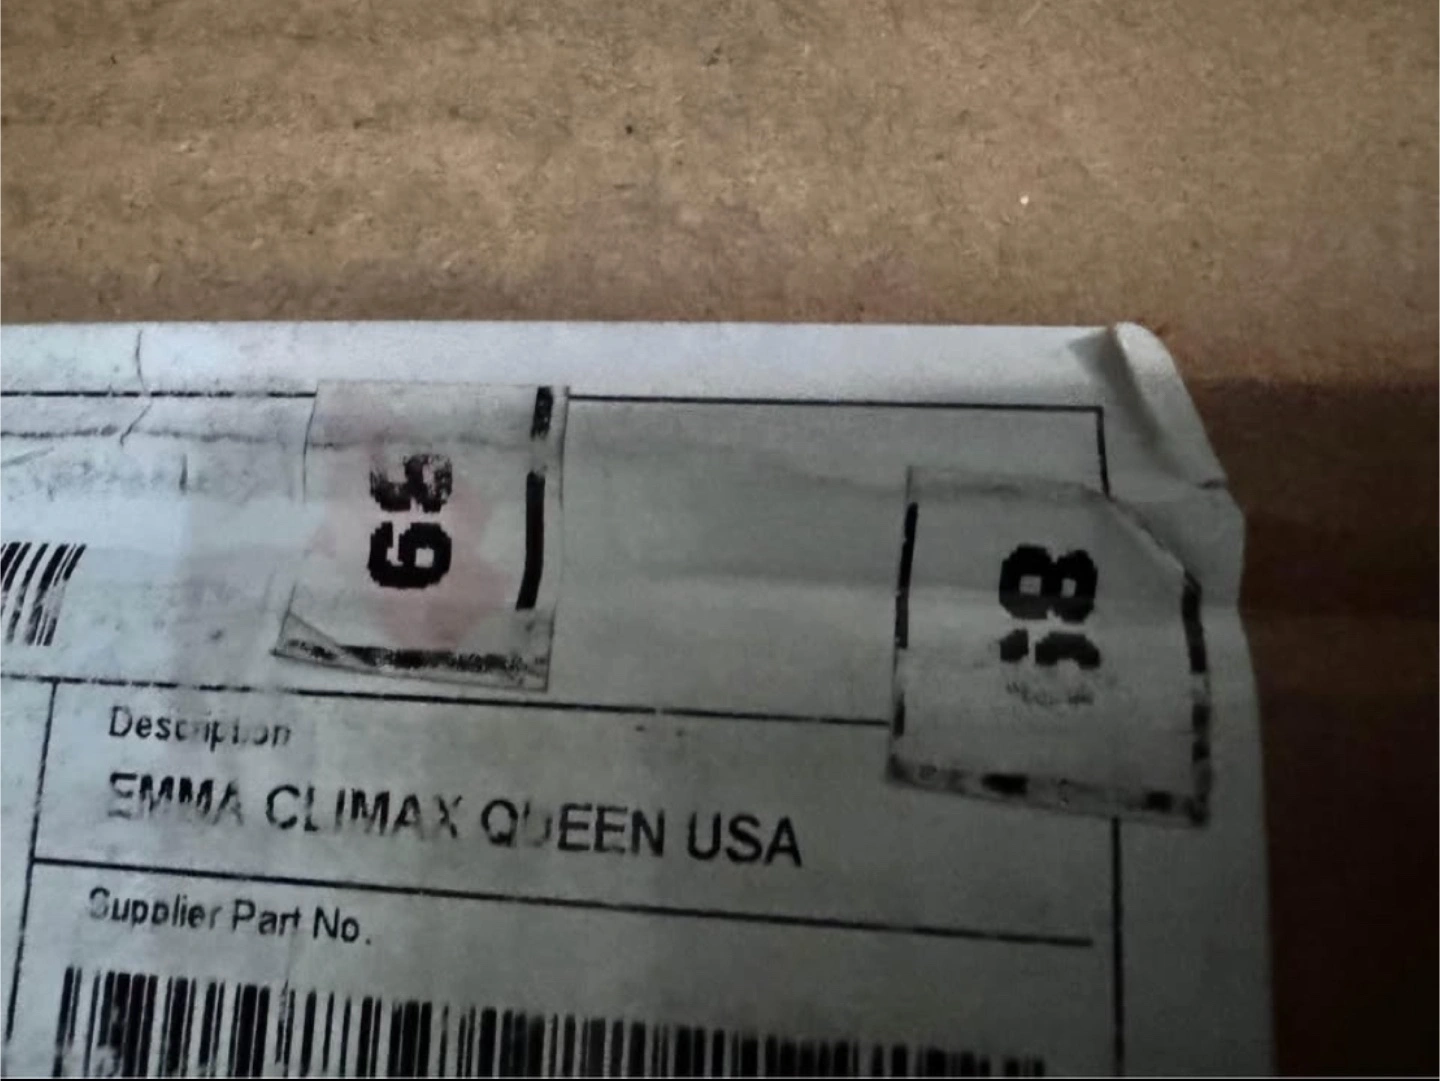 Description
EMMA CLIMAX QUEEN USA
Supplier Part No.